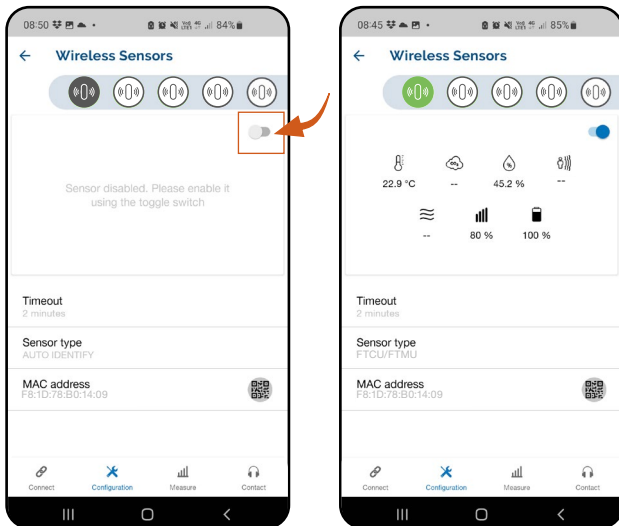 08:50
84%
Wireless Sensors
Sensor disabled. Please enable it
using the toggle switch
Timeout
2 minutes
Sensor type
AUTO IDENTIFY
MAC address
F8:1D:78:B0:14:09
Connect
Configuration
Measure
Contact
08:45
85%
Wireless Sensors
22.9 °C
--
45.2 %
--
--
80 %
100 %
Timeout
2 minutes
Sensor type
FTCU/FTMU
MAC address
F8:1D:78:B0:14:09
Connect
Configuration
Measure
Contact